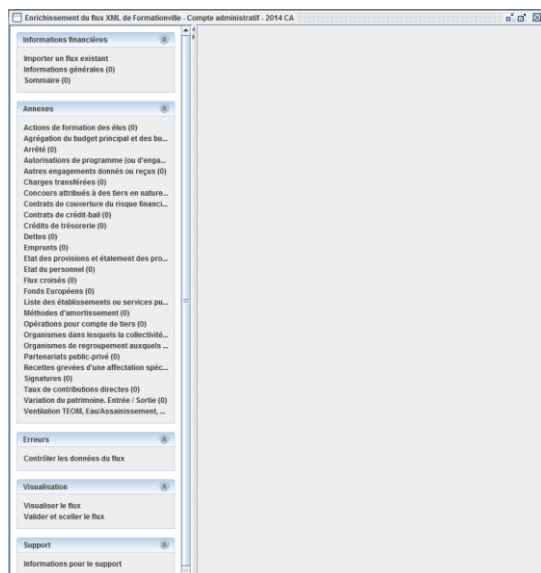 Enrichissement du flux XML de Formationville - Compte administratif - 2014 CA
Informations financières
Importer un flux existant
Informations générales (0)
Sommaire (0)
Annexes
Actions de formation des élus (0)
Agrégation du budget principal et des bu...
Arrêté (0)
Autorisations de programme (ou d'enga...
Autres engagements donnés ou reçus (0)
Charges transférées (0)
Concours attribués à des tiers en nature...
Contrats de couverture du risque financi...
Contrats de crédit-bail (0)
Crédits de trésorerie (0)
Dettes (0)
Emprunts (0)
Etat des provisions et étalement des pro...
Etat du personnel (0)
Flux croisés (0)
Fonds Européens (0)
Liste des établissements ou services pu...
Méthodes d'amortissement (0)
Opérations pour compte de tiers (0)
Organismes dans lesquels la collectivité...
Organismes de regroupement auxquels ...
Partenariats public-privé (0)
Recettes grevées d'une affectation spéc...
Signatures (0)
Taux de contributions directes (0)
Variation du patrimoine. Entrée / Sortie (0)
Ventilation TEOM, Eau/Assainissement, ...
Erreurs
Contrôler les données du flux
Visualisation
Visualiser le flux
Valider et sceller le flux
Support
Informations pour le support